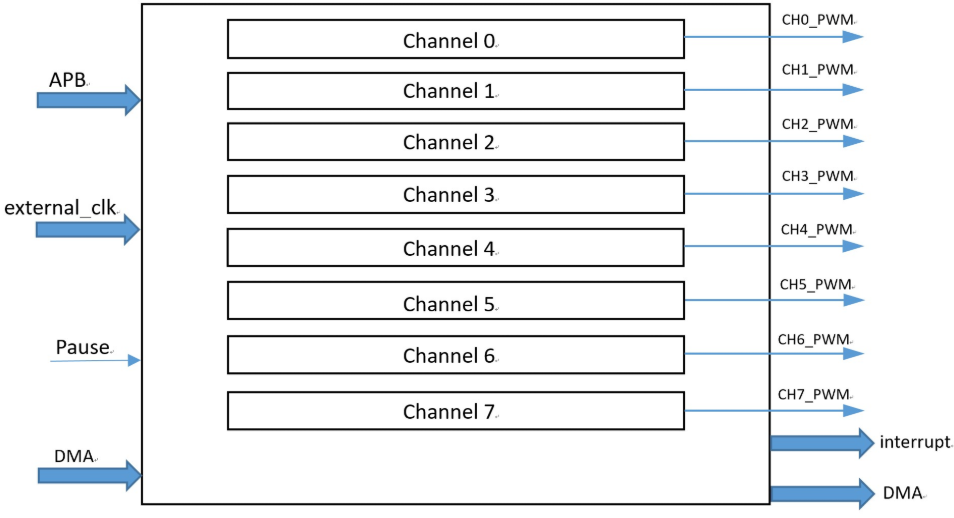 CH0_PWM
Channel 0
CH1_PWM
APB
Channel 1
CH2_PWM
Channel 2
CH3_PWM
Channel 3
external_clk
CH4_PWM
Channel 4
CH5_PWM
Channel 5
CH6_PWM
Pause
Channel 6
CH7_PWM
Channel 7
interrupt
DMA
DMA